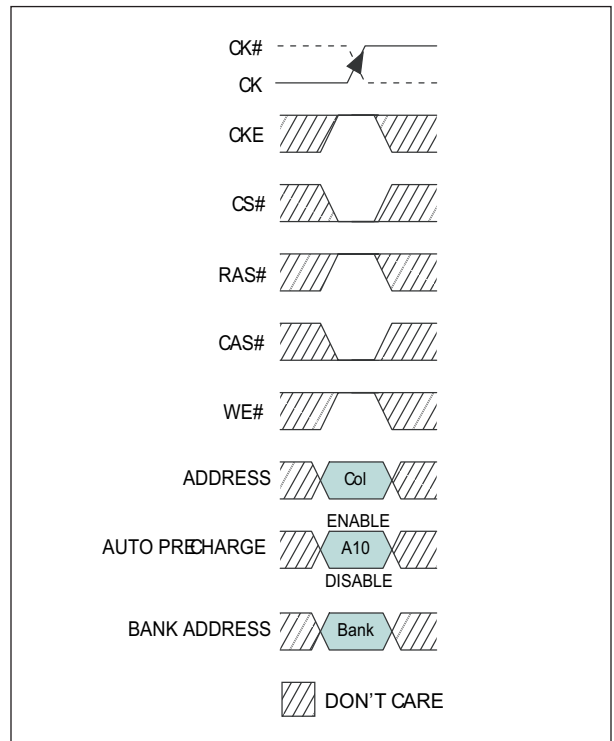 CK#
CK
CKE
CS#
RAS#
CAS#
WE#
ADDRESS Col
ENABLE
AUTO PRECHARGE A10
DISABLE
BANK ADDRESS Bank
DON'T CARE